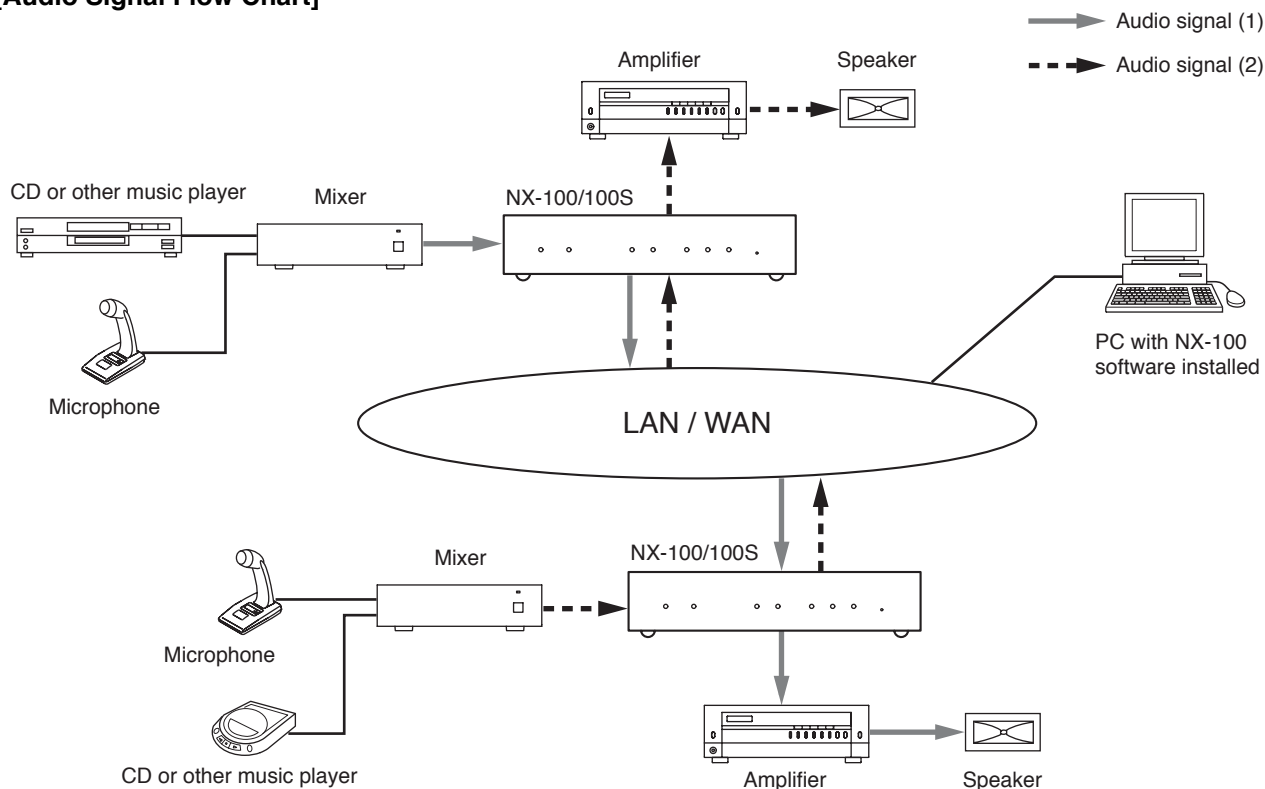 [Audio Signal Flow Chart]
Audio signal (1)
Audio signal (2)
Amplifier
Speaker
CD or other music player
Mixer
NX-100/100S
Microphone
PC with NX-100
software installed
LAN / WAN
Mixer
NX-100/100S
Microphone
CD or other music player
Amplifier
Speaker